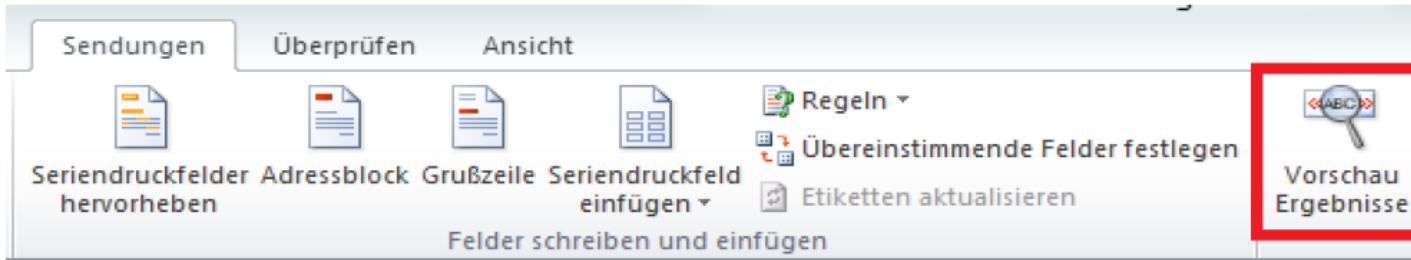 Sendungen Überprüfen Ansicht
Seriendruckfelder
hervorheben
Adressblock
Grußzeile
Seriendruckfeld
einfügen
Regeln
Übereinstimmende Felder festlegen
Etiketten aktualisieren
Felder schreiben und einfügen
«ABC»
Vorschau
Ergebnisse